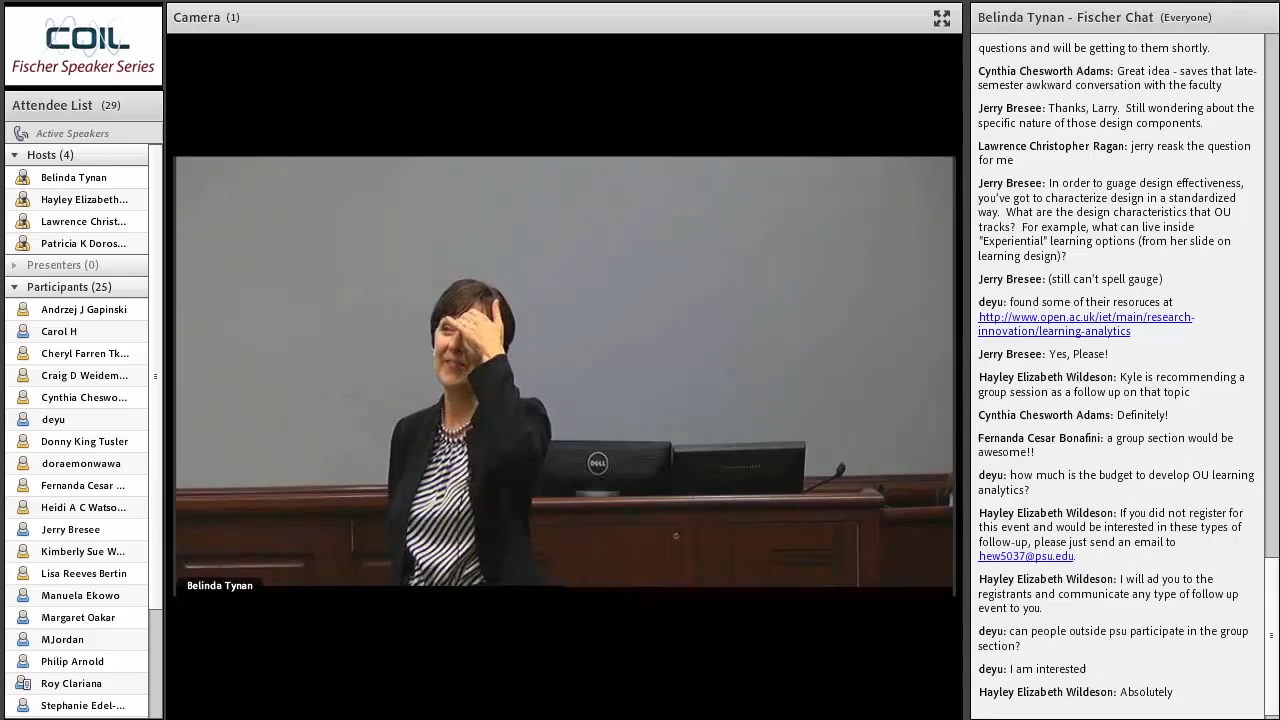 COIL
Fischer Speaker Series
Attendee List (29)
Active Speakers
Hosts (4)
Belinda Tynan
Hayley Elizabeth...
Lawrence Christ...
Patricia K Doros...
Presenters (0)
Participants (25)
Andrzej J Gapinski
Carol H
Cheryl Farren Tk...
Craig D Weidem...
Cynthia Cheswo...
deyu
Donny King Tusler
doraemonwawa
Fernanda Cesar ...
Heidi A C Watso...
Jerry Bresee
Kimberly Sue W...
Lisa Reeves Bertin
Manuela Ekowo
Margaret Oakar
MJordan
Philip Arnold
Roy Clariana
Stephanie Edel-...
Camera (1)
DELL
Belinda Tynan
Belinda Tynan - Fischer Chat (Everyone)
questions and will be getting to them shortly.
Cynthia Chesworth Adams: Great idea - saves that late-
semester awkward conversation with the faculty
Jerry Bresee: Thanks, Larry. Still wondering about the
specific nature of those design components.
Lawrence Christopher Ragan: jerry reask the question
for me
Jerry Bresee: In order to guage design effectiveness,
you've got to characterize design in a standardized
way. What are the design characteristics that OU
tracks? For example, what can live inside
"Experiential" learning options (from her slide on
learning design)?
Jerry Bresee: (still can't spell gauge)
deyu: found some of their resoruces at
http://www.open.ac.uk/iet/main/research-
innovation/learning-analytics
Jerry Bresee: Yes, Please!
Hayley Elizabeth Wildeson: Kyle is recommending a
group session as a follow up on that topic
Cynthia Chesworth Adams: Definitely!
Fernanda Cesar Bonafini: a group section would be
awesome!!
deyu: how much is the budget to develop OU learning
analytics?
Hayley Elizabeth Wildeson: If you did not register for
this event and would be interested in these types of
follow-up, please just send an email to
hew5037@psu.edu.
Hayley Elizabeth Wildeson: I will ad you to the
registrants and communicate any type of follow up
event to you.
deyu: can people outside psu participate in the group
section?
deyu: I am interested
Hayley Elizabeth Wildeson: Absolutely